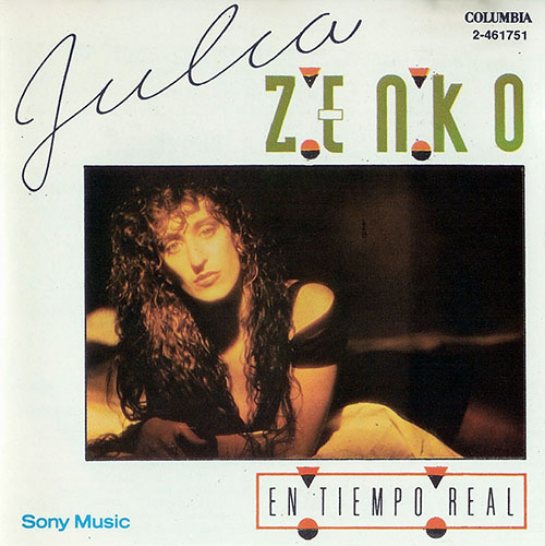 Julia
COLUMBIA
2-461751
ZENKO
EN TIEMPO REAL
Sony Music